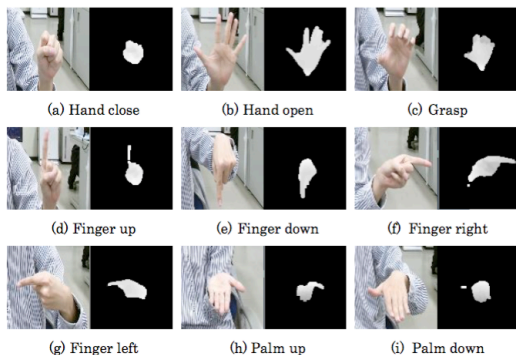 (a) Hand close
(b) Hand open
(c) Grasp
(d) Finger up
(e) Finger down
(f) Finger right
(g) Finger left
(h) Palm up
(i) Palm down